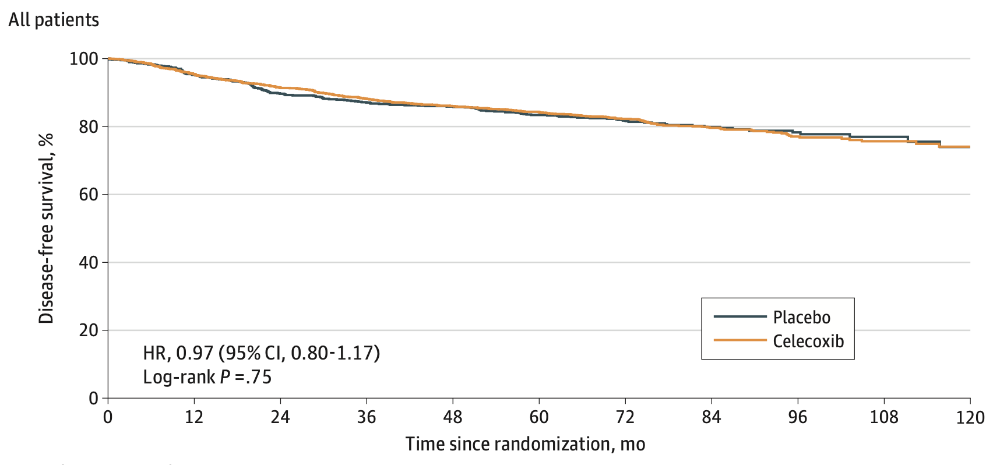 All patients
Disease-free survival, %
100
80
60
40
20
0
HR, 0.97 (95% CI, 0.80-1.17)
Log-rank P =.75
Placebo
Celecoxib
0 12 24 36 48 60 72 84 96 108 120
Time since randomization, mo